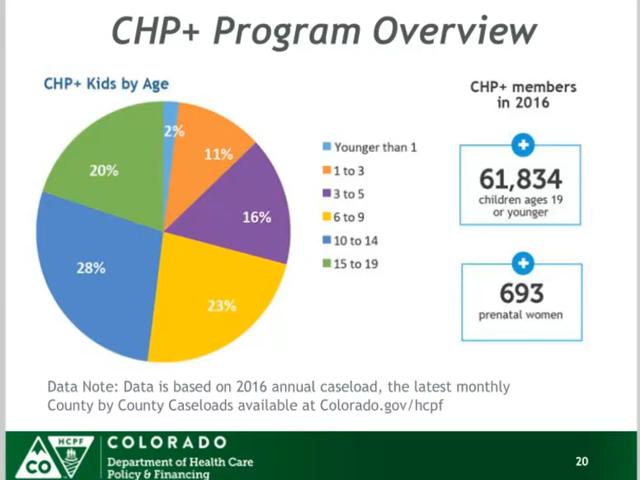 CHP+ Program Overview
CHP+ Kids by Age
2%
11%
16%
23%
28%
20%
Younger than 1
1 to 3
3 to 5
6 to 9
10 to 14
15 to 19
CHP+ members
in 2016
61,834
children ages 19
or younger
693
prenatal women
Data Note: Data is based on 2016 annual caseload, the latest monthly
County by County Caseloads available at Colorado.gov/hcpf
CO
HCPF
COLORADO
Department of Health Care
Policy & Financing
20